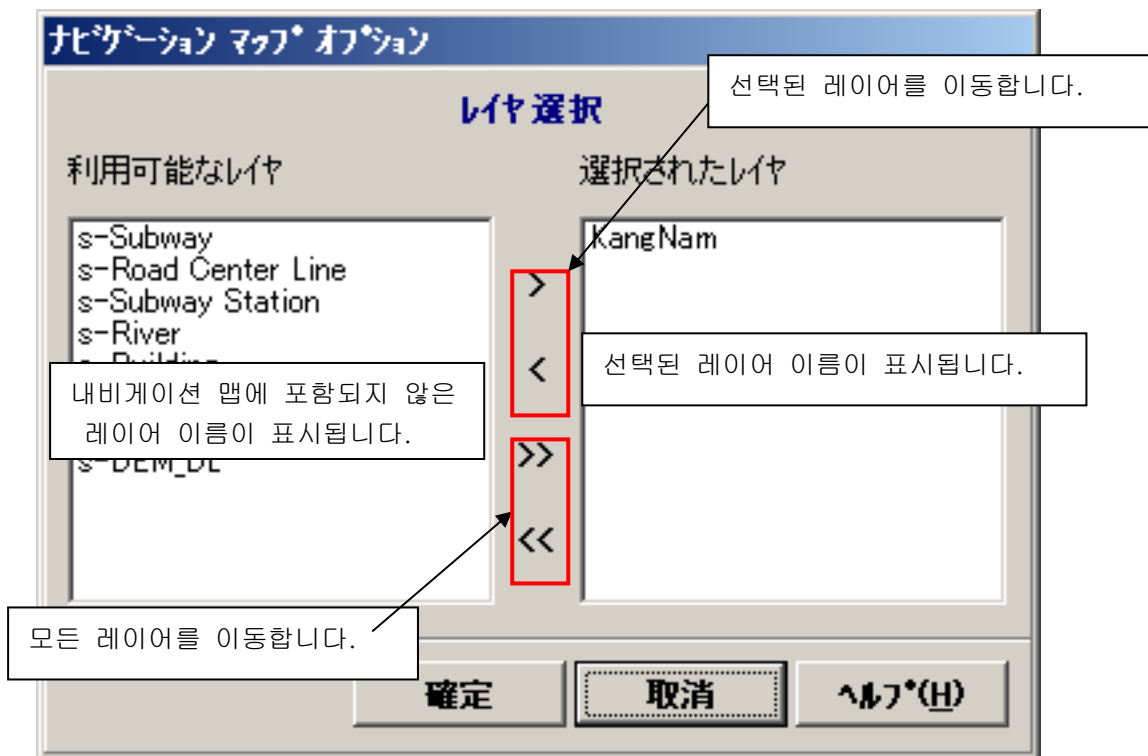 ナビゲーション マップ オプション
선택된 레이어를 이동합니다.
レイヤ選択
利用可能なレイヤ
選択されたレイヤ
s-Subway
s-Road Center Line
s-Subway Station
s-River
s-Building
내비게이션 맵에 포함되지 않은
레이어 이름이 표시됩니다.
s-DEM_DL
>
<
>>
<<
KangNam
선택된 레이어 이름이 표시됩니다.
모든 레이어를 이동합니다.
確定
取消
ヘルプ(H)